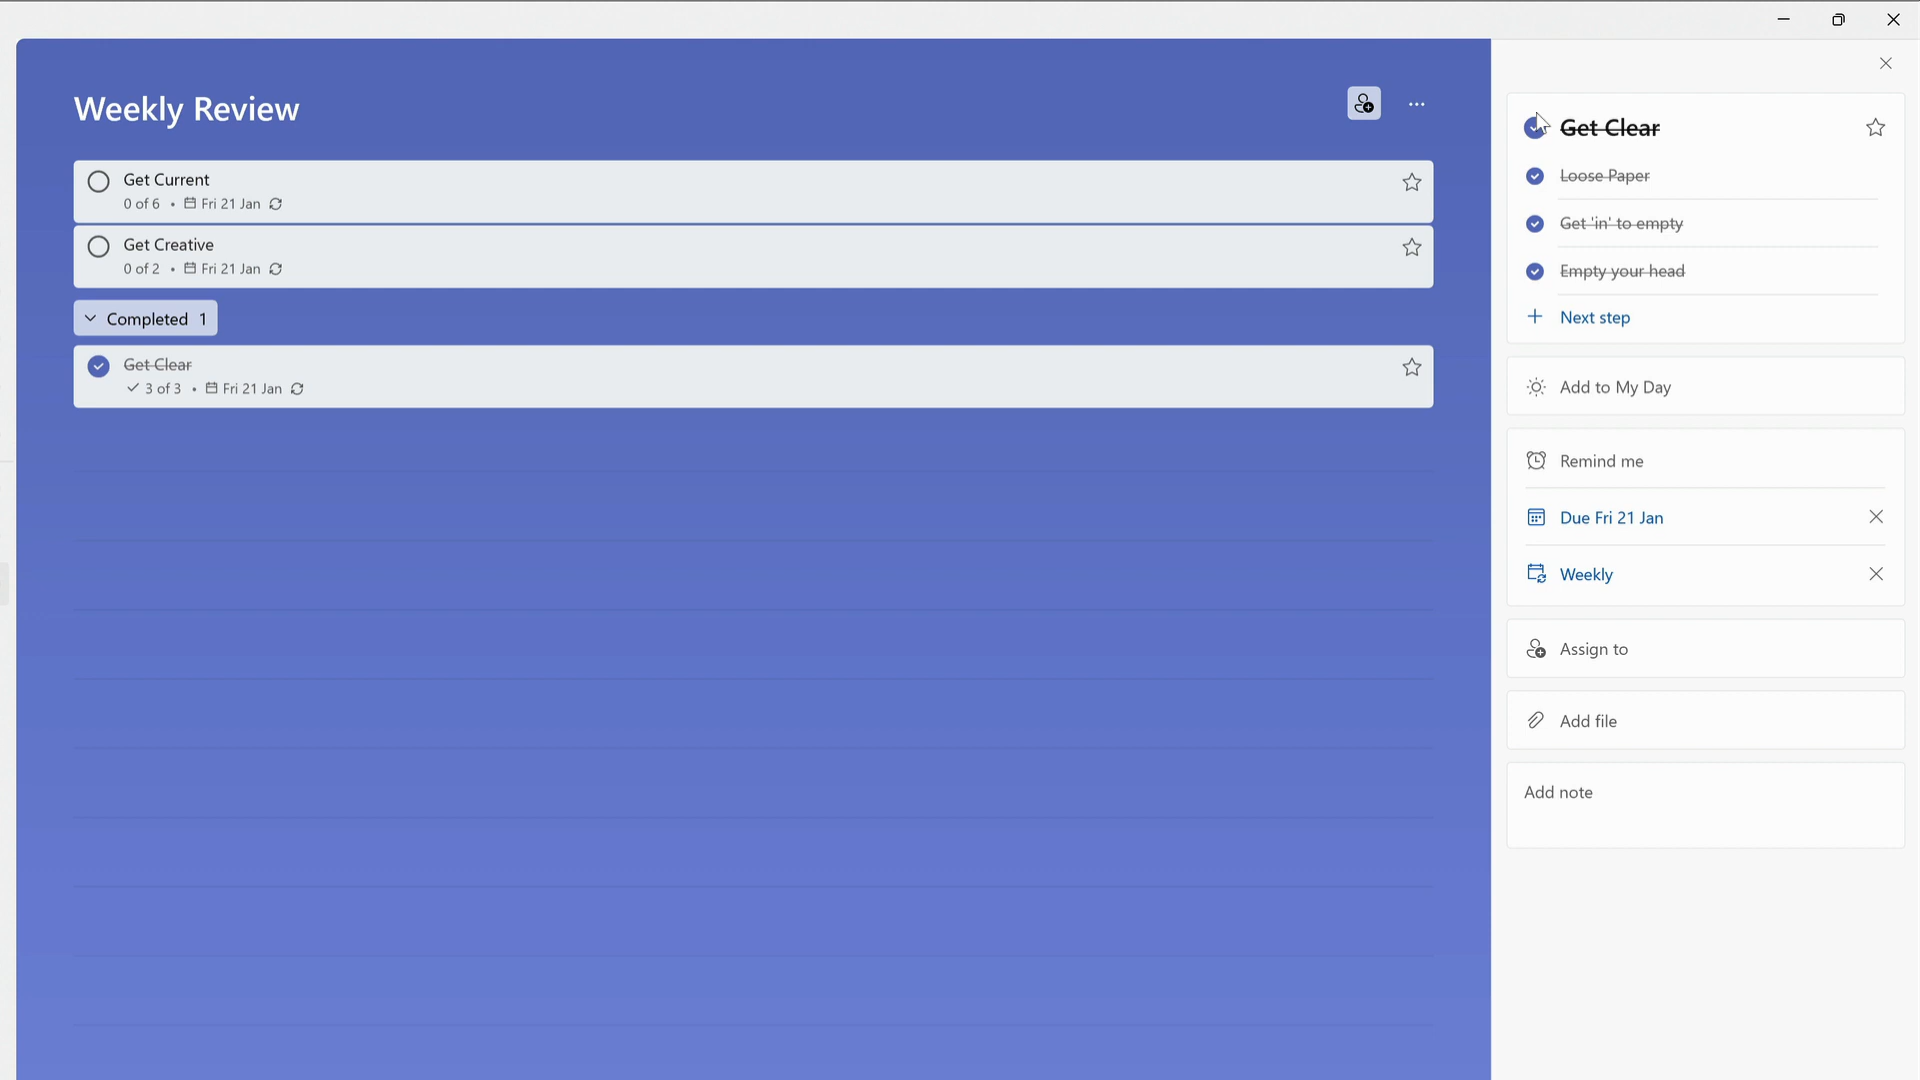 Weekly Review
Get Current
0 of 6 • Fri 21 Jan
Get Creative
0 of 2 • Fri 21 Jan
Completed 1
Get Clear
3 of 3 • Fri 21 Jan
Get Clear
Loose Paper
Get 'in' to empty
Empty your head
Next step
Add to My Day
Remind me
Due Fri 21 Jan
Weekly
Assign to
Add file
Add note